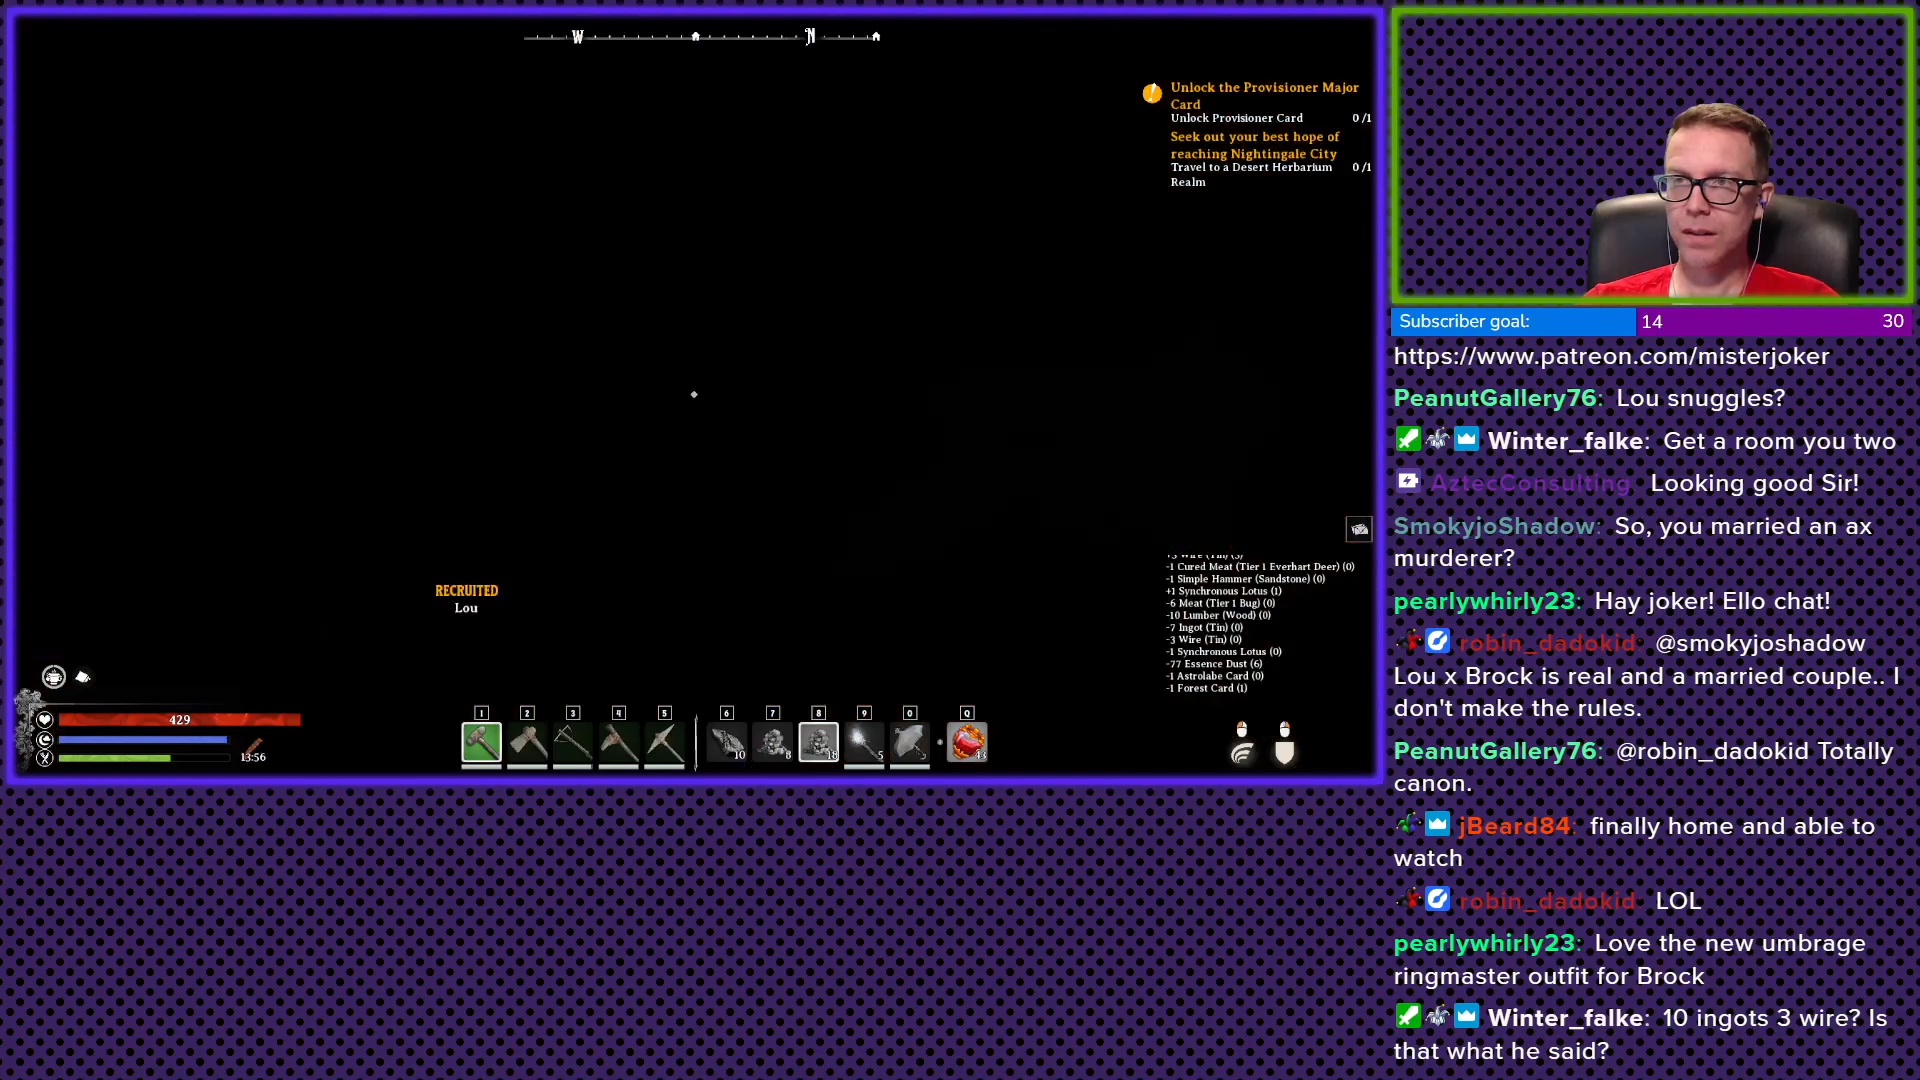 W
N
Unlock the Provisioner Major
Card
Unlock Provisioner Card 0 /1
Seek out your best hope of
reaching Nightingale City
Travel to a Desert Herbarium 0 /1
Realm
-1 Cured Meat (Tier 1 Everhart Deer) (0)
-1 Simple Hammer (Sandstone) (0)
+1 Synchronous Lotus (1)
-6 Meat (Tier 1 Bug) (0)
-10 Lumber (Wood) (0)
-7 Ingot (Tin) (0)
-3 Wire (Tin) (0)
-1 Synchronous Lotus (0)
-77 Essence Dust (6)
-1 Astrolabe Card (0)
-1 Forest Card (1)
RECRUITED
Lou
429
13:56
1 2 3 4 5 6 7 8 9 0 Q
10 8 18 5 3 43
Subscriber goal: 14 30
https://www.patreon.com/misterjoker
PeanutGallery76: Lou snuggles?
Winter_falke: Get a room you two
AztecConsulting: Looking good Sir!
SmokyjoShadow: So, you married an ax
murderer?
pearlywhirly23: Hay joker! Ello chat!
robin_dadokid: @smokyjoshadow
Lou x Brock is real and a married couple.. I
don't make the rules.
PeanutGallery76: @robin_dadokid Totally
canon.
jBeard84: finally home and able to
watch
robin_dadokid: LOL
pearlywhirly23: Love the new umbrage
ringmaster outfit for Brock
Winter_falke: 10 ingots 3 wire? Is
that what he said?